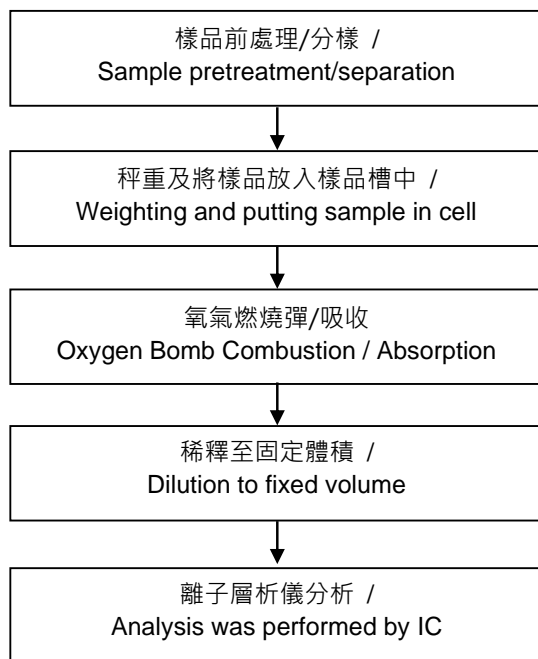 樣品前處理/分樣 /
Sample pretreatment/separation
秤重及將樣品放入樣品槽中 /
Weighting and putting sample in cell
氧氣燃燒彈/吸收
Oxygen Bomb Combustion / Absorption
稀釋至固定體積 /
Dilution to fixed volume
離子層析儀分析 /
Analysis was performed by IC